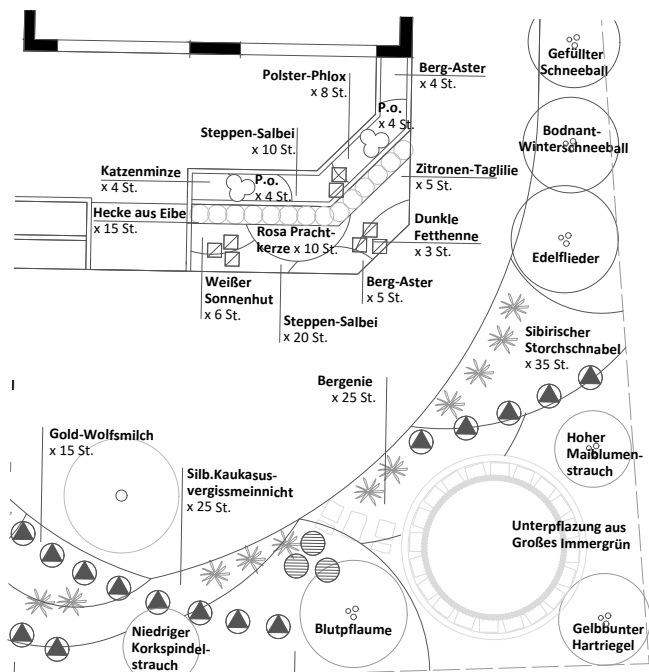 Gefüllter
Schneeball
Polster-Phlox
x 8 St.
Berg-Aster
x 4 St.
P.o.
x 4 St.
Steppen-Salbei
x 10 St.
Bodnant-
Winterschneeball
Katzenminze
x 4 St.
P.o.
x 4 St.
Zitronen-Taglilie
x 5 St.
Hecke aus Eibe
x 15 St.
Rosa Pracht-
kerze x 10 St.
Dunkle
Fetthenne
x 3 St.
Edelflieder
Weißer
Sonnenhut
x 6 St.
Berg-Aster
x 5 St.
Steppen-Salbei
x 20 St.
Sibirischer
Storchschnabel
x 35 St.
Bergenie
x 25 St.
Gold-Wolfsmilch
x 15 St.
Silb.Kaukasus-
vergissmeinnicht
x 25 St.
Hoher
Maiblumen-
strauch
Unterpflazung aus
Großes Immergrün
Niedriger
Korkspindel-
strauch
Blutpflaume
Gelbbunter
Hartriegel